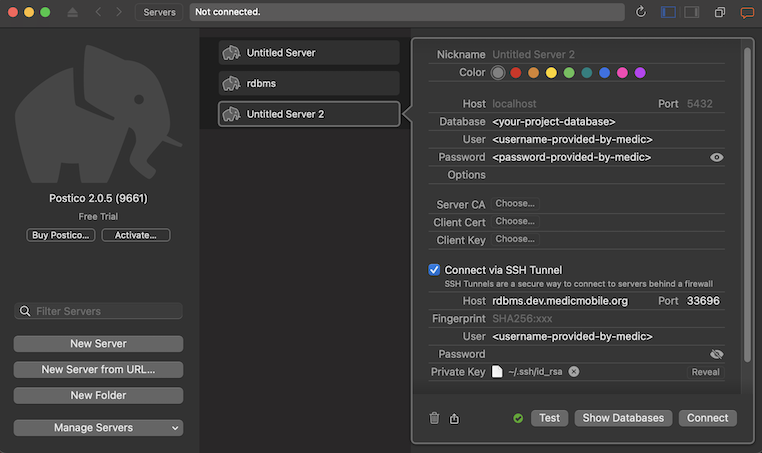 Servers
Not connected.
Postico 2.0.5 (9661)
Free Trial
Buy Postico...
Activate...
Filter Servers
New Server
New Server from URL...
New Folder
Manage Servers
Untitled Server
rdbms
Untitled Server 2
Nickname Untitled Server 2
Color
Host localhost Port 5432
Database <your-project-database>
User <username-provided-by-medic>
Password <password-provided-by-medic>
Options
Server CA Choose...
Client Cert Choose...
Client Key Choose...
Connect via SSH Tunnel
SSH Tunnels are a secure way to connect to servers behind a firewall
Host rdbms.dev.medicmobile.org Port 33696
Fingerprint SHA256:xxx
User <username-provided-by-medic>
Password
Private Key ~/.ssh/id_rsa Reveal
Test Show Databases Connect